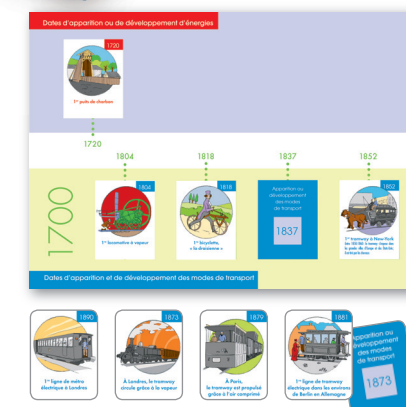 Dates d'apparition ou de développement d'énergies
1720
1er puits de charbon
1720
1804
1818
1837
1852
1700
1804
1re locomotive à vapeur
1818
1re bicyclette,
« la draisienne »
Apparition ou
développement
des modes
de transport
1837
1852
1er tramway à New-York
Dates d'apparition et de développement des modes de transport
1890
1re ligne de métro
électrique à Londres
1873
À Londres, le tramway
circule grâce à la vapeur
1879
À Paris,
le tramway est propulsé
grâce à l'air comprimé
1881
1re ligne de tramway
électrique dans les environs
de Berlin en Allemagne
Apparition ou
développement
des modes
de transport
1873